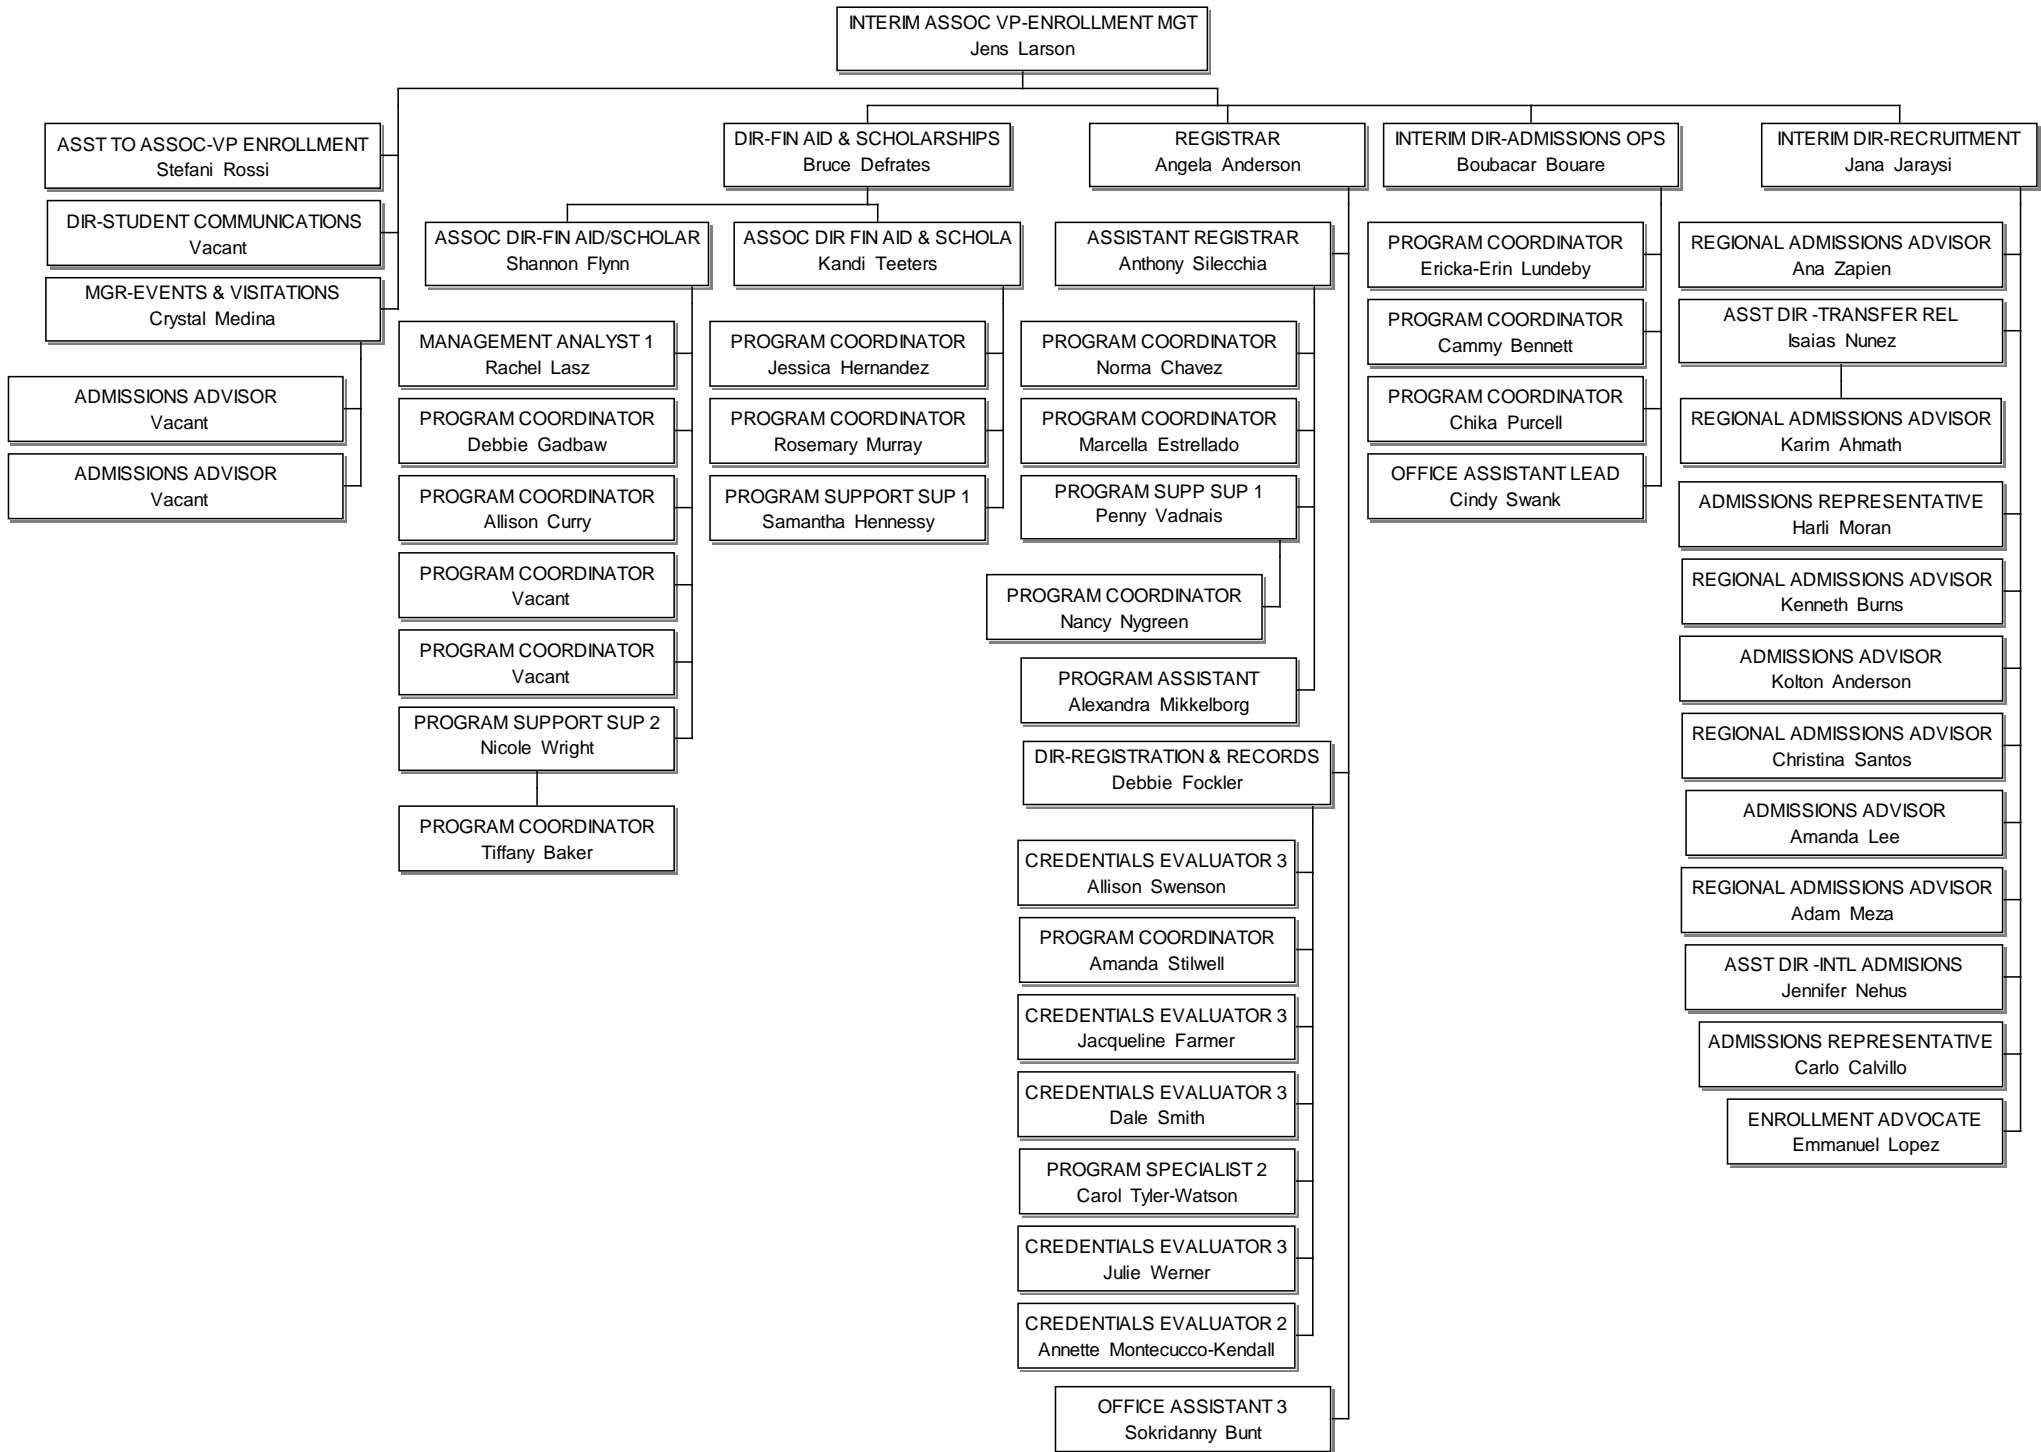 INTERIM ASSOC VP-ENROLLMENT MGT
Jens Larson
ASST TO ASSOC-VP ENROLLMENT
Stefani Rossi
DIR-STUDENT COMMUNICATIONS
Vacant
MGR-EVENTS & VISITATIONS
Crystal Medina
ADMISSIONS ADVISOR
Vacant
ADMISSIONS ADVISOR
Vacant
DIR-FIN AID & SCHOLARSHIPS
Bruce Defrates
ASSOC DIR-FIN AID/SCHOLAR
Shannon Flynn
MANAGEMENT ANALYST 1
Rachel Lasz
PROGRAM COORDINATOR
Debbie Gadbaw
PROGRAM COORDINATOR
Allison Curry
PROGRAM COORDINATOR
Vacant
PROGRAM COORDINATOR
Vacant
PROGRAM SUPPORT SUP 2
Nicole Wright
PROGRAM COORDINATOR
Tiffany Baker
ASSOC DIR FIN AID & SCHOLA
Kandi Teeters
PROGRAM COORDINATOR
Jessica Hernandez
PROGRAM COORDINATOR
Rosemary Murray
PROGRAM SUPPORT SUP 1
Samantha Hennessy
REGISTRAR
Angela Anderson
ASSISTANT REGISTRAR
Anthony Silecchia
PROGRAM COORDINATOR
Norma Chavez
PROGRAM COORDINATOR
Marcella Estrellado
PROGRAM SUPP SUP 1
Penny Vadnais
PROGRAM COORDINATOR
Nancy Nygreen
PROGRAM ASSISTANT
Alexandra Mikkelborg
DIR-REGISTRATION & RECORDS
Debbie Fockler
CREDENTIALS EVALUATOR 3
Allison Swenson
PROGRAM COORDINATOR
Amanda Stilwell
CREDENTIALS EVALUATOR 3
Jacqueline Farmer
CREDENTIALS EVALUATOR 3
Dale Smith
PROGRAM SPECIALIST 2
Carol Tyler-Watson
CREDENTIALS EVALUATOR 3
Julie Werner
CREDENTIALS EVALUATOR 2
Annette Montecucco-Kendall
OFFICE ASSISTANT 3
Sokridanny Bunt
INTERIM DIR-ADMISSIONS OPS
Boubacar Bouare
PROGRAM COORDINATOR
Ericka-Erin Lundeby
PROGRAM COORDINATOR
Cammy Bennett
PROGRAM COORDINATOR
Chika Purcell
OFFICE ASSISTANT LEAD
Cindy Swank
INTERIM DIR-RECRUITMENT
Jana Jaraysi
REGIONAL ADMISSIONS ADVISOR
Ana Zapien
ASST DIR -TRANSFER REL
Isaias Nunez
REGIONAL ADMISSIONS ADVISOR
Karim Ahmath
ADMISSIONS REPRESENTATIVE
Harli Moran
REGIONAL ADMISSIONS ADVISOR
Kenneth Burns
ADMISSIONS ADVISOR
Kolton Anderson
REGIONAL ADMISSIONS ADVISOR
Christina Santos
ADMISSIONS ADVISOR
Amanda Lee
REGIONAL ADMISSIONS ADVISOR
Adam Meza
ASST DIR -INTL ADMISIONS
Jennifer Nehus
ADMISSIONS REPRESENTATIVE
Carlo Calvillo
ENROLLMENT ADVOCATE
Emmanuel Lopez